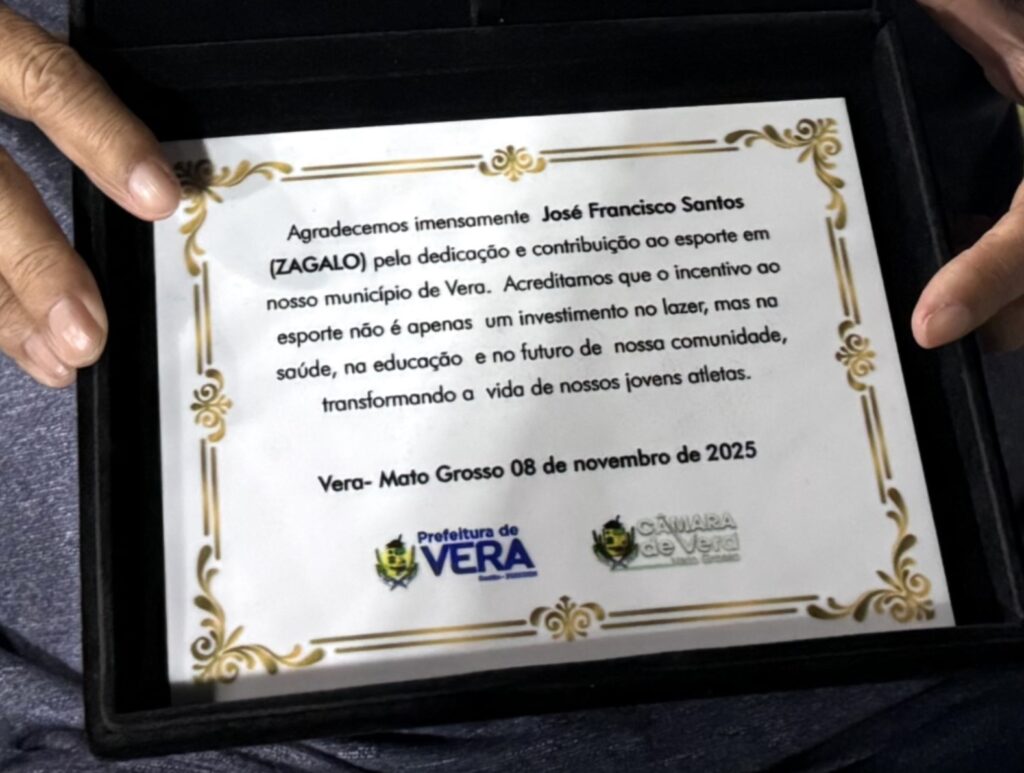 Agradecemos imensamente José Francisco Santos
(ZAGALO) pela dedicação e contribuição ao esporte em
nosso município de Vera. Acreditamos que o incentivo ao
esporte não é apenas um investimento no lazer, mas na
saúde, na educação e no futuro de nossa comunidade,
transformando a vida de nossos jovens atletas.
Vera- Mato Grosso 08 de novembro de 2025
Prefeitura de
VERA
CÂMARA
de Vera